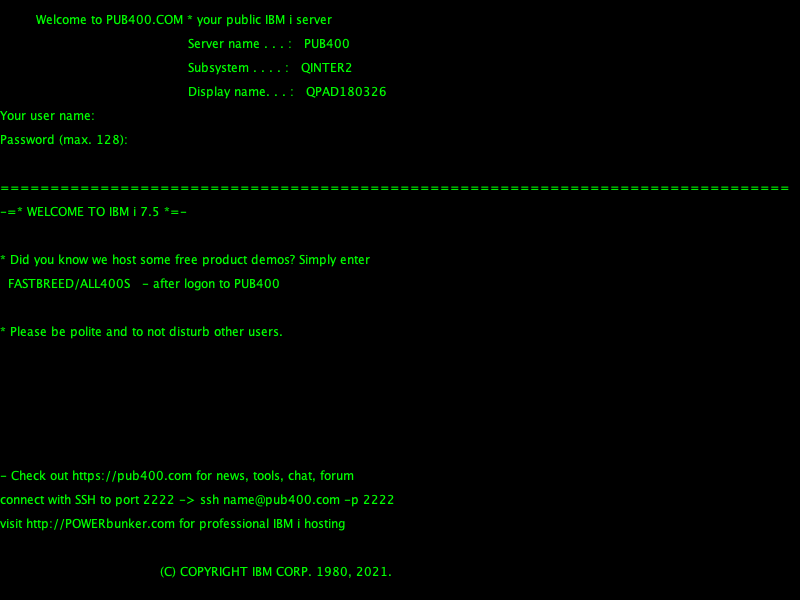 Welcome to PUB400.COM * your public IBM i server
Server name . . . : PUB400
Subsystem . . . . : QINTER2
Display name. . . : QPAD180326
Your user name:
Password (max. 128):
===============================================================================
-=* WELCOME TO IBM i 7.5 *=-
* Did you know we host some free product demos? Simply enter
FASTBREED/ALL400S - after logon to PUB400
* Please be polite and to not disturb other users.
- Check out https://pub400.com for news, tools, chat, forum
connect with SSH to port 2222 -> ssh name@pub400.com -p 2222
visit http://POWERbunker.com for professional IBM i hosting
(C) COPYRIGHT IBM CORP. 1980, 2021.